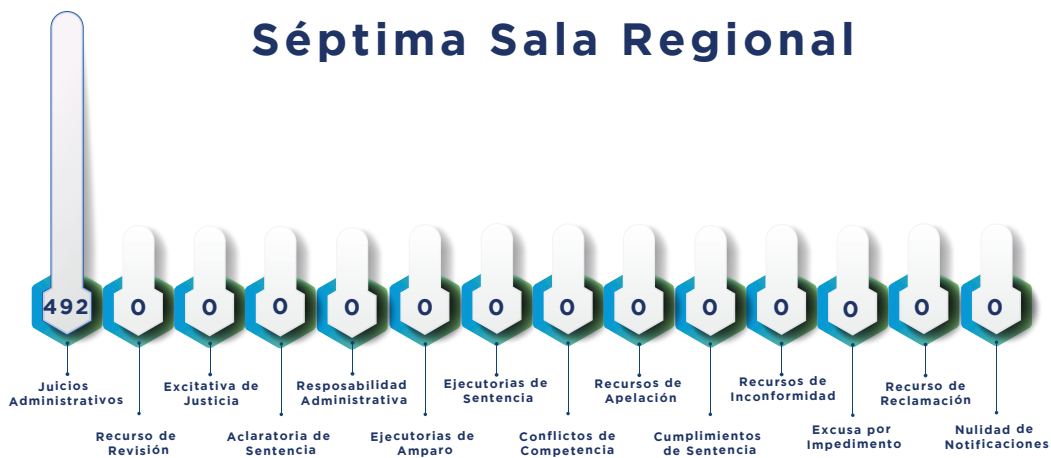 Séptima Sala Regional
492
0
0
0
0
0
0
0
0
0
0
0
0
0
Juicios
Administrativos
Recurso de
Revisión
Excitativa de
Justicia
Aclaratoria de
Sentencia
Resposabilidad
Administrativa
Ejecutorias de
Amparo
Ejecutorias de
Sentencia
Conflictos de
Competencia
Recursos de
Apelación
Cumplimientos
de Sentencia
Recursos de
Inconformidad
Excusa por
Impedimento
Recurso de
Reclamación
Nulidad de
Notificaciones